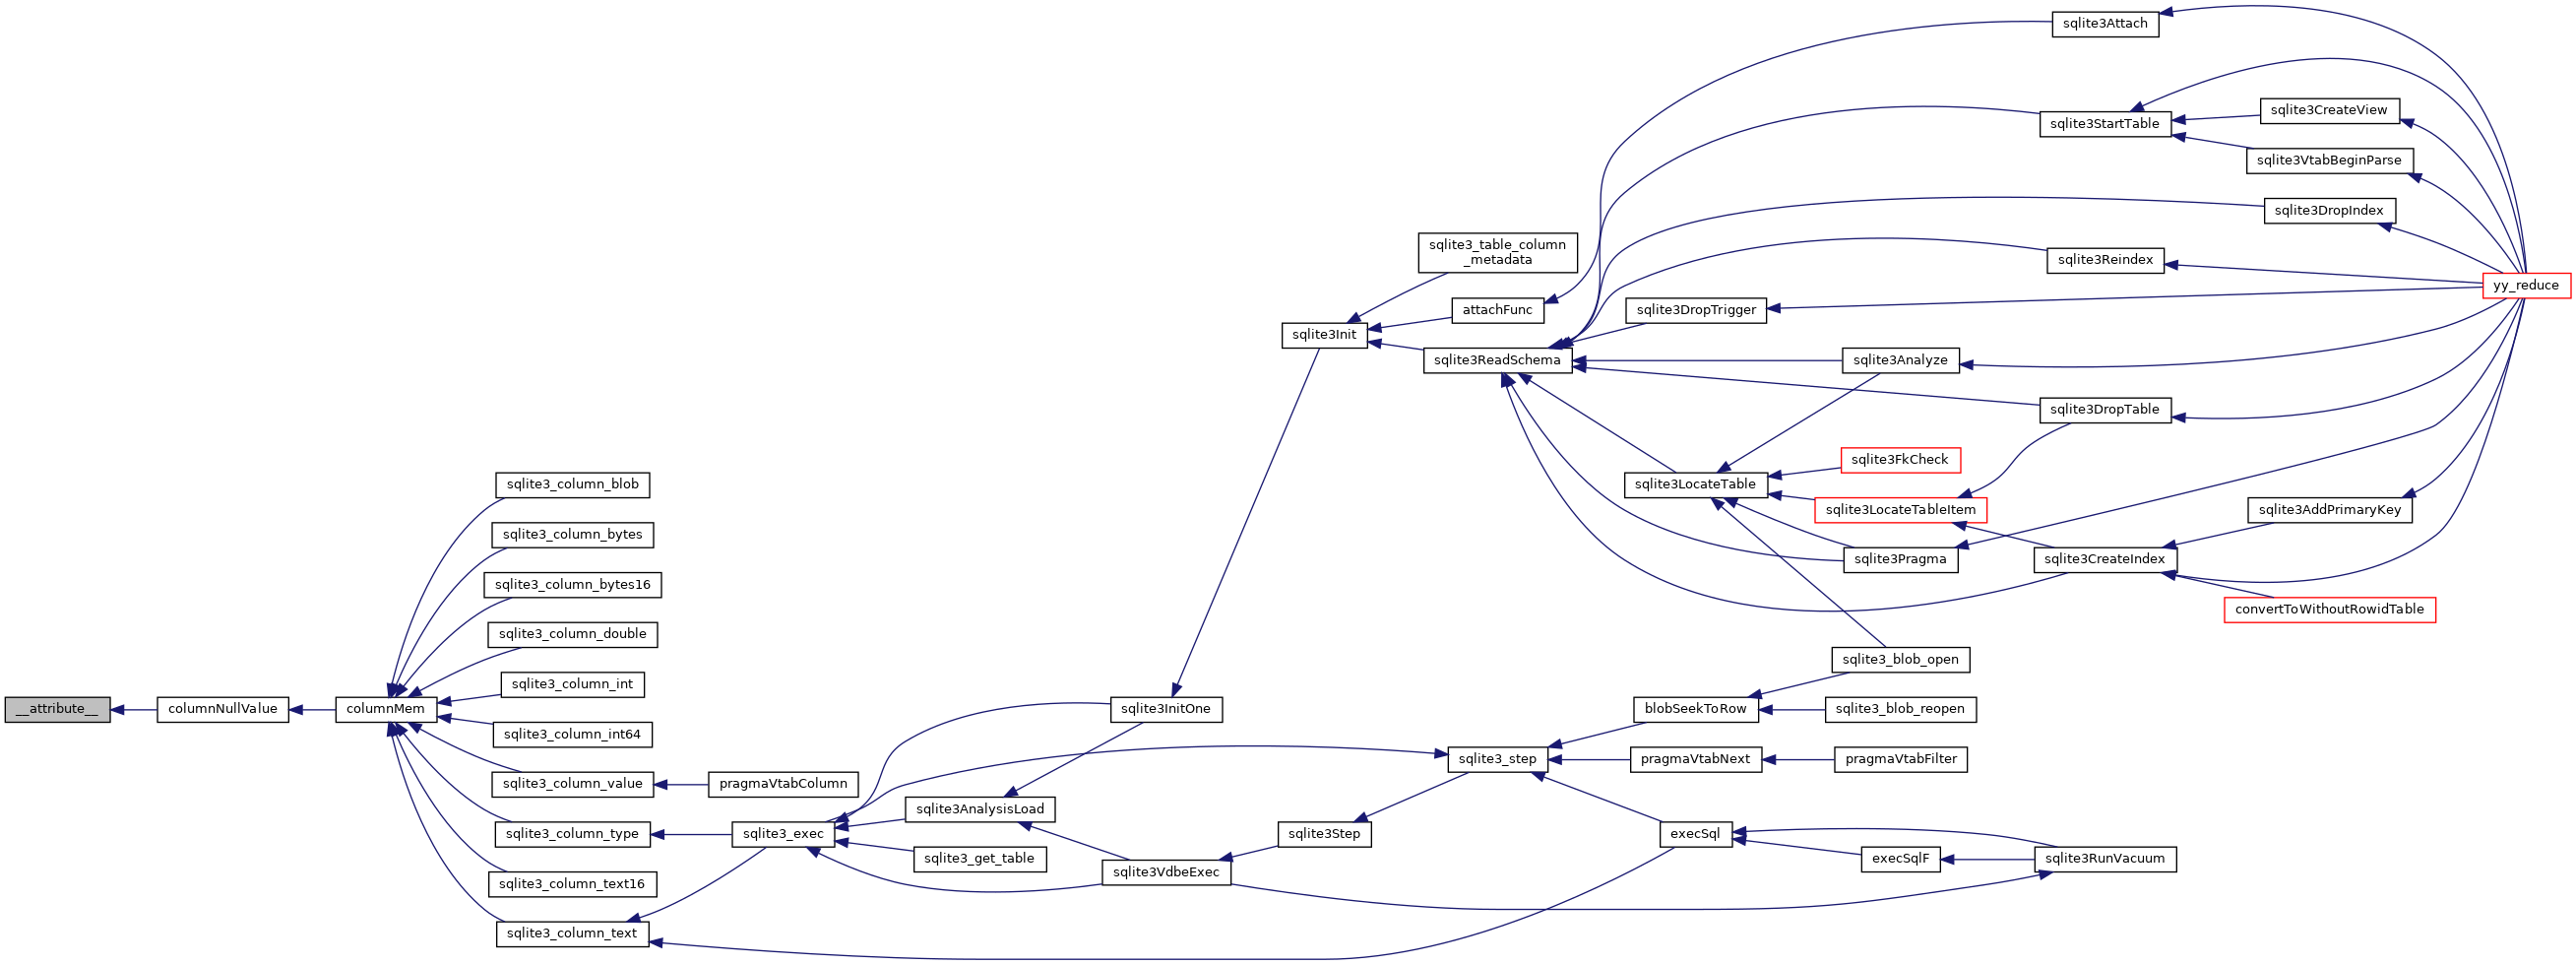 sqlite3Attach
sqlite3CreateView
sqlite3StartTable
sqlite3VtabBeginParse
sqlite3DropIndex
sqlite3_table_column
_metadata
sqlite3Reindex
yy_reduce
attachFunc
sqlite3DropTrigger
sqlite3Init
sqlite3ReadSchema
sqlite3Analyze
sqlite3DropTable
sqlite3FkCheck
sqlite3_column_blob
sqlite3LocateTable
sqlite3LocateTableItem
sqlite3AddPrimaryKey
sqlite3_column_bytes
sqlite3Pragma
sqlite3CreateIndex
sqlite3_column_bytes16
convertToWithoutRowidTable
sqlite3_column_double
sqlite3_blob_open
sqlite3_column_int
__attribute__
columnNullValue
columnMem
sqlite3InitOne
blobSeekToRow
sqlite3_blob_reopen
sqlite3_column_int64
sqlite3_step
pragmaVtabNext
pragmaVtabFilter
sqlite3_column_value
pragmaVtabColumn
sqlite3AnalysisLoad
sqlite3_column_type
sqlite3_exec
sqlite3Step
execSql
sqlite3_get_table
execSqlF
sqlite3RunVacuum
sqlite3VdbeExec
sqlite3_column_text16
sqlite3_column_text